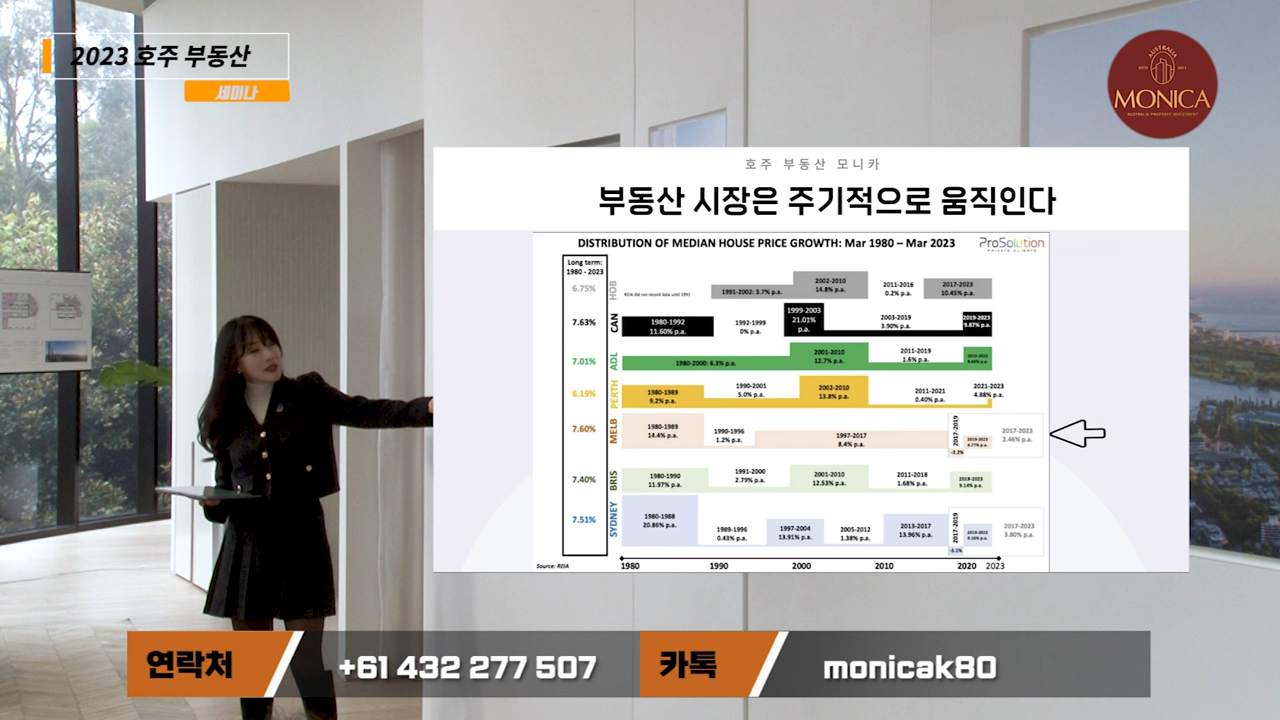 2023 호주 부동산
세미나
AUSTRALIA
MONICA
AUSTRALIA PROPERTY INVESTMENT
호주 부동산 모니카
부동산 시장은 주기적으로 움직인다
DISTRIBUTION OF MEDIAN HOUSE PRICE GROWTH: Mar 1980 – Mar 2023
ProSolution
PRIVATE CLIENTS
Long term:
1980 - 2023
6.75%
HOB
REIA did not record data until 1991
1991-2002: 3.7% p.a.
2002-2010
14.8% p.a.
2011-2016
0.2% p.a.
2017-2023
10.45% p.a.
7.63%
CAN
1980-1992
11.60% p.a.
1992-1999
0% p.a.
1999-2003
21.01%
p.a.
2003-2019
3.90% p.a.
2019-2023
9.87% p.a.
7.01%
ADL
1980-2000: 6.3% p.a.
2001-2010
12.7% p.a.
2011-2019
1.6% p.a.
2019-2023
6.19%
PERTH
1980-1989
9.2% p.a.
1990-2001
5.0% p.a.
2002-2010
13.8% p.a.
2011-2021
0.40% p.a.
2021-2023
4.88% p.a.
7.60%
MELB
1980-1989
14.4% p.a.
1990-1996
1.2% p.a.
1997-2017
8.4% p.a.
2017-2019
-3.2%
2019-2023
4.77% p.a.
2017-2023
2.46% p.a.
7.40%
BRIS
1980-1990
11.97% p.a.
1991-2000
2.79% p.a.
2001-2010
12.53% p.a.
2011-2018
1.68% p.a.
2019-2023
9.14% p.a.
7.51%
SYDNEY
1980-1988
20.86% p.a.
1989-1996
0.43% p.a.
1997-2004
13.91% p.a.
2005-2012
1.38% p.a.
2013-2017
13.96% p.a.
2017-2019
-5.1%
2019-2023
2017-2023
3.80% p.a.
Source: REIA
1980
1990
2000
2010
2020
2023
연락처
+61 432 277 507
카톡
monicak80